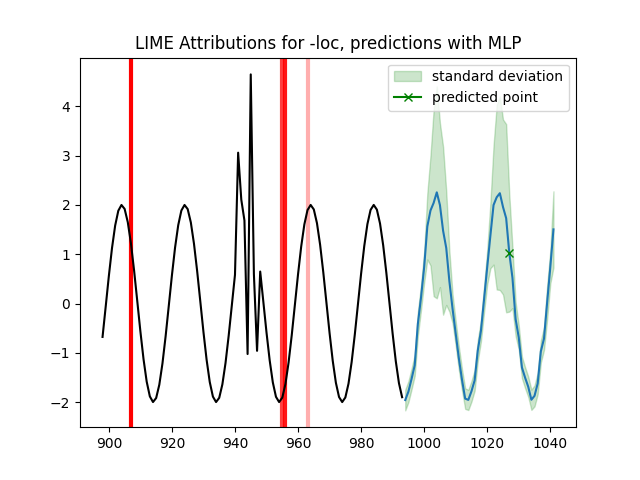 LIME Attributions for -loc, predictions with MLP
standard deviation
predicted point
4
3
2
1
0
−1
−2
900 920 940 960 980 1000 1020 1040